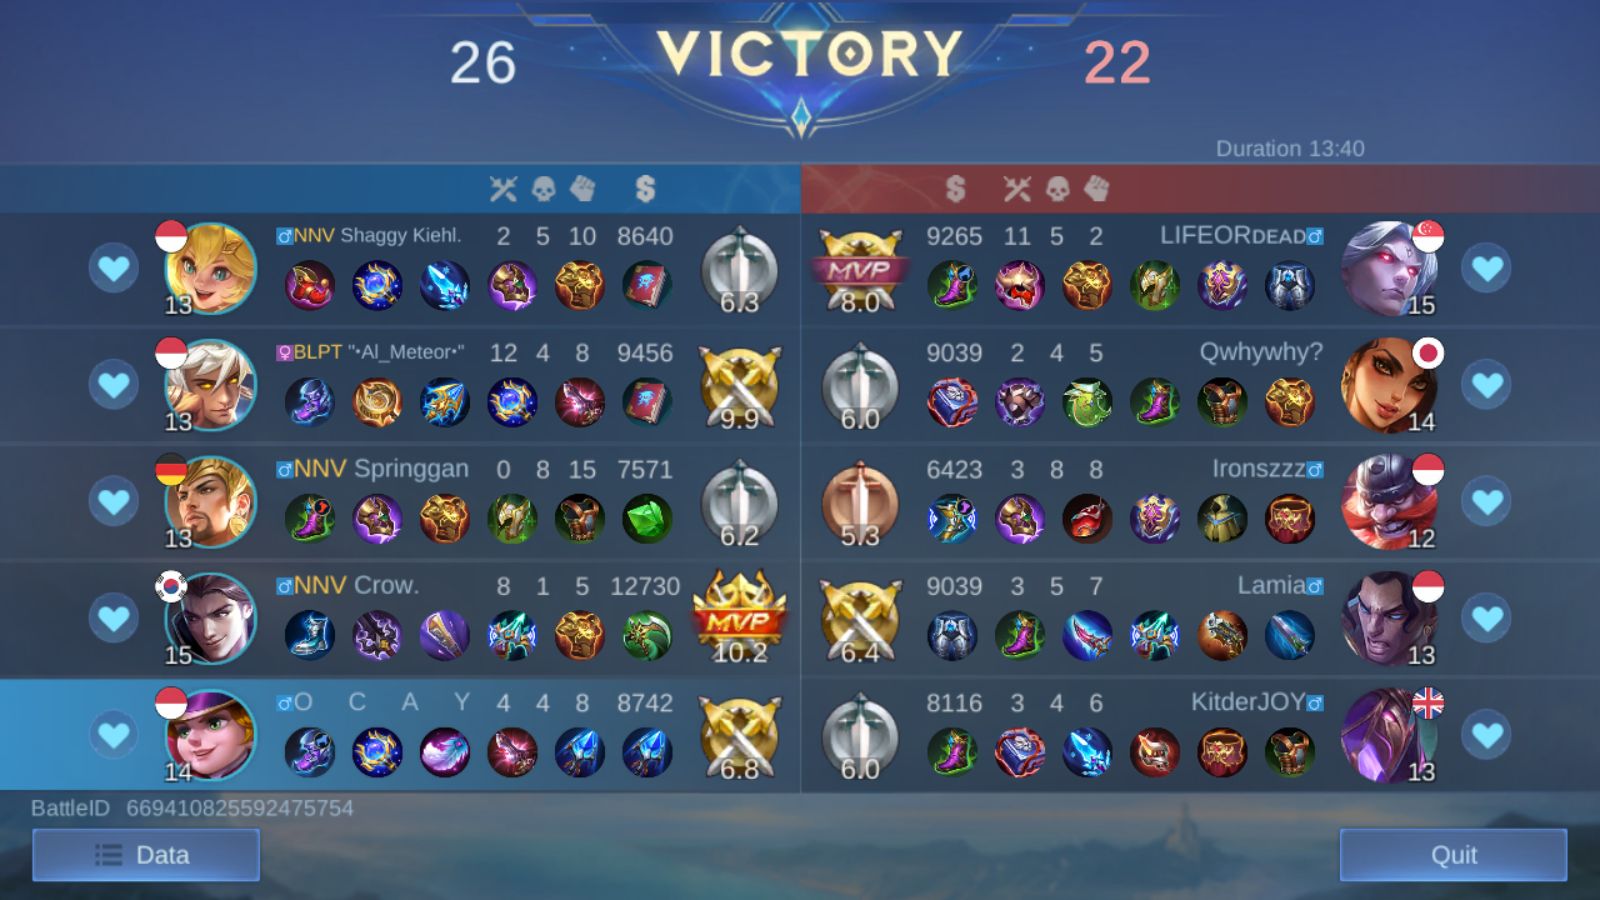 26 VICTORY 22
Duration 13:40
NNV Shaggy Kiehl. 2 5 10 8640
13 6.3
MVP 9265 11 5 2 LIFEORDEAD
8.0 15
BLPT "•Al_Meteor•" 12 4 8 9456
13 9.9
9039 2 4 5 Qwhywhy?
6.0 14
NNV Springgan 0 8 15 7571
13 6.2
6423 3 8 8 Ironszzz
5.3 12
NNV Crow. 8 1 5 12730 MVP
15 10.2
9039 3 5 7 Lamia
6.4 13
O C A Y 4 4 8 8742
14 6.8
8116 3 4 6 KitderJOY
6.0 13
BattleID 669410825592475754
Data
Quit